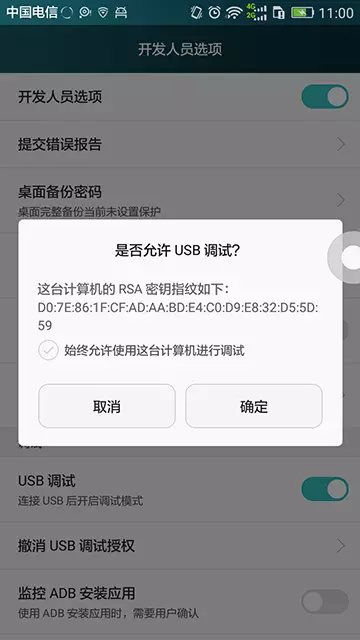 中国电信 4G 2G 11:00
开发人员选项
开发人员选项
提交错误报告
桌面备份密码
桌面完整备份当前未设置保护
是否允许 USB 调试?
这台计算机的 RSA 密钥指纹如下:
D0:7E:86:1F:CF:AD:AA:BD:E4:C0:D9:E8:32:D5:5D:
59
始终允许使用这台计算机进行调试
取消 确定
USB 调试
连接 USB 后开启调试模式
撤消 USB 调试授权
监控 ADB 安装应用
使用 ADB 安装应用时，需要用户确认